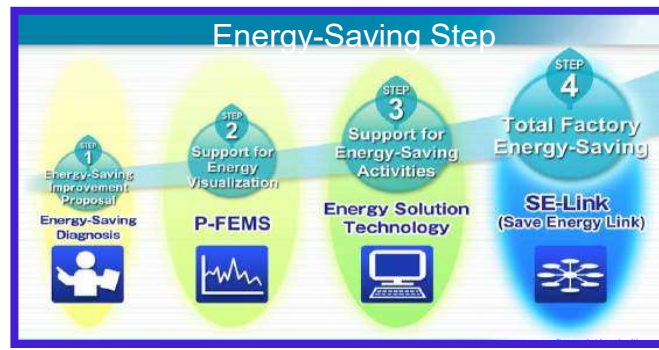 Energy-Saving Step
STEP
1
Energy-Saving
Improvement
Proposal
Energy-Saving
Diagnosis
STEP
2
Support for
Energy
Visualization
P-FEMS
STEP
3
Support for
Energy-Saving
Activities
Energy Solution
Technology
STEP
4
Total Factory
Energy-Saving
SE-Link
(Save Energy Link)